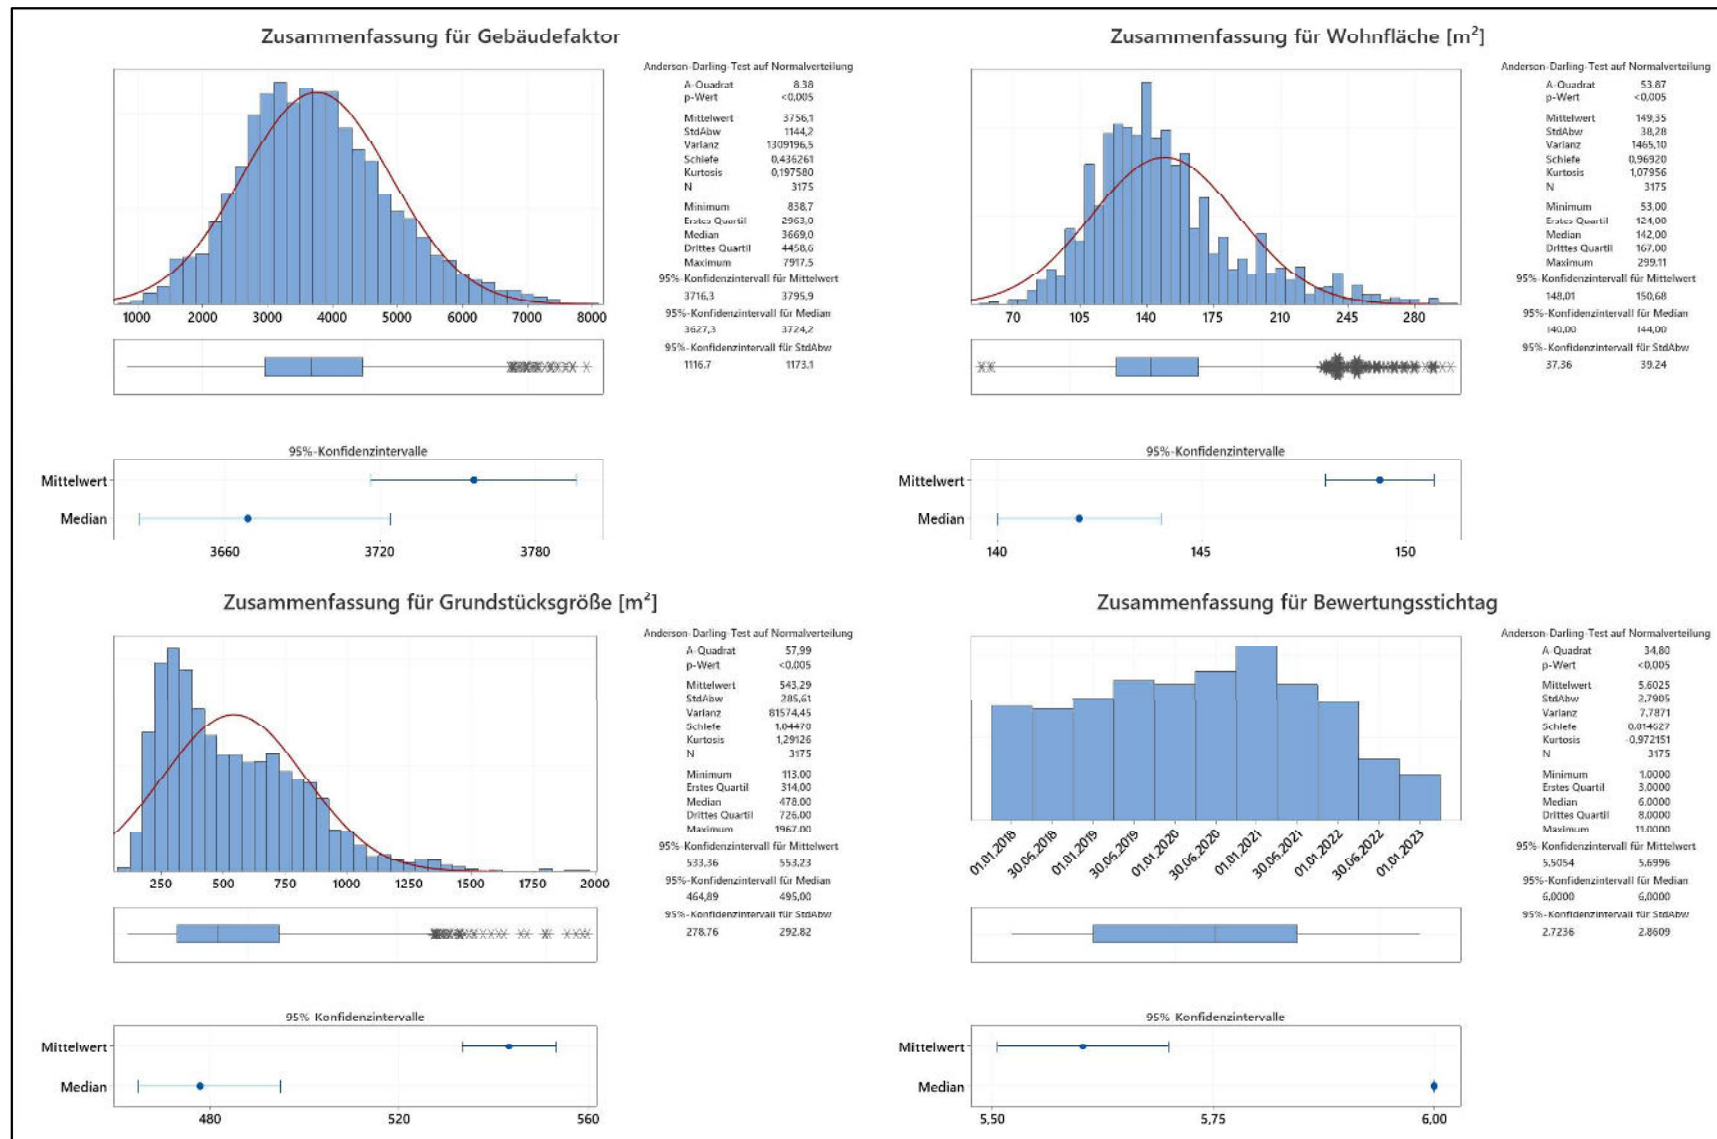 Zusammenfassung für Gebäudefaktor
Anderson-Darling-Test auf Normalverteilung
A-Quadrat 8,38
p-Wert <0,005
Mittelwert 3756,1
StdAbw 1144,2
Varianz 1309196,5
Schiefe 0,436261
Kurtosis 0,197580
N 3175
Minimum 838,7
Erstes Quartil 2963,0
Median 3669,0
Drittes Quartil 4458,6
Maximum 7917,5
95%-Konfidenzintervall für Mittelwert
3716,3 3795,9
95%-Konfidenzintervall für Median
3627,3 3724,2
95%-Konfidenzintervall für StdAbw
1116,7 1173,1
1000 2000 3000 4000 5000 6000 7000 8000
95%-Konfidenzintervalle
Mittelwert
Median
3660 3720 3780
Zusammenfassung für Wohnfläche [m²]
Anderson-Darling-Test auf Normalverteilung
A-Quadrat 53,87
p-Wert <0,005
Mittelwert 149,35
StdAbw 38,28
Varianz 1465,10
Schiefe 0,96920
Kurtosis 1,07956
N 3175
Minimum 53,00
Erstes Quartil 124,00
Median 142,00
Drittes Quartil 167,00
Maximum 299,11
95%-Konfidenzintervall für Mittelwert
148,01 150,68
95%-Konfidenzintervall für Median
140,00 144,00
95%-Konfidenzintervall für StdAbw
37,36 39,24
70 105 140 175 210 245 280
95%-Konfidenzintervalle
Mittelwert
Median
140 145 150
Zusammenfassung für Grundstücksgröße [m²]
Anderson-Darling-Test auf Normalverteilung
A-Quadrat 57,99
p-Wert <0,005
Mittelwert 543,29
StdAbw 285,61
Varianz 81574,45
Schiefe 1,04470
Kurtosis 1,29126
N 3175
Minimum 113,00
Erstes Quartil 314,00
Median 478,00
Drittes Quartil 726,00
Maximum 1967,00
95%-Konfidenzintervall für Mittelwert
533,36 553,23
95%-Konfidenzintervall für Median
464,89 495,00
95%-Konfidenzintervall für StdAbw
278,76 292,82
250 500 750 1000 1250 1500 1750 2000
95%-Konfidenzintervalle
Mittelwert
Median
480 520 560
Zusammenfassung für Bewertungsstichtag
Anderson-Darling-Test auf Normalverteilung
A-Quadrat 34,80
p-Wert <0,005
Mittelwert 5,6025
StdAbw 2,7905
Varianz 7,7871
Schiefe 0,014527
Kurtosis -0,972151
N 3175
Minimum 1,0000
Erstes Quartil 3,0000
Median 6,0000
Drittes Quartil 8,0000
Maximum 11,0000
95%-Konfidenzintervall für Mittelwert
5,5054 5,6996
95%-Konfidenzintervall für Median
6,0000 6,0000
95%-Konfidenzintervall für StdAbw
2,7236 2,8609
01.01.2018 30.06.2018 01.01.2019 30.06.2019 01.01.2020 30.06.2020 01.01.2021 30.06.2021 01.01.2022 30.06.2022 01.01.2023
95%-Konfidenzintervalle
Mittelwert
Median
5,50 5,75 6,00